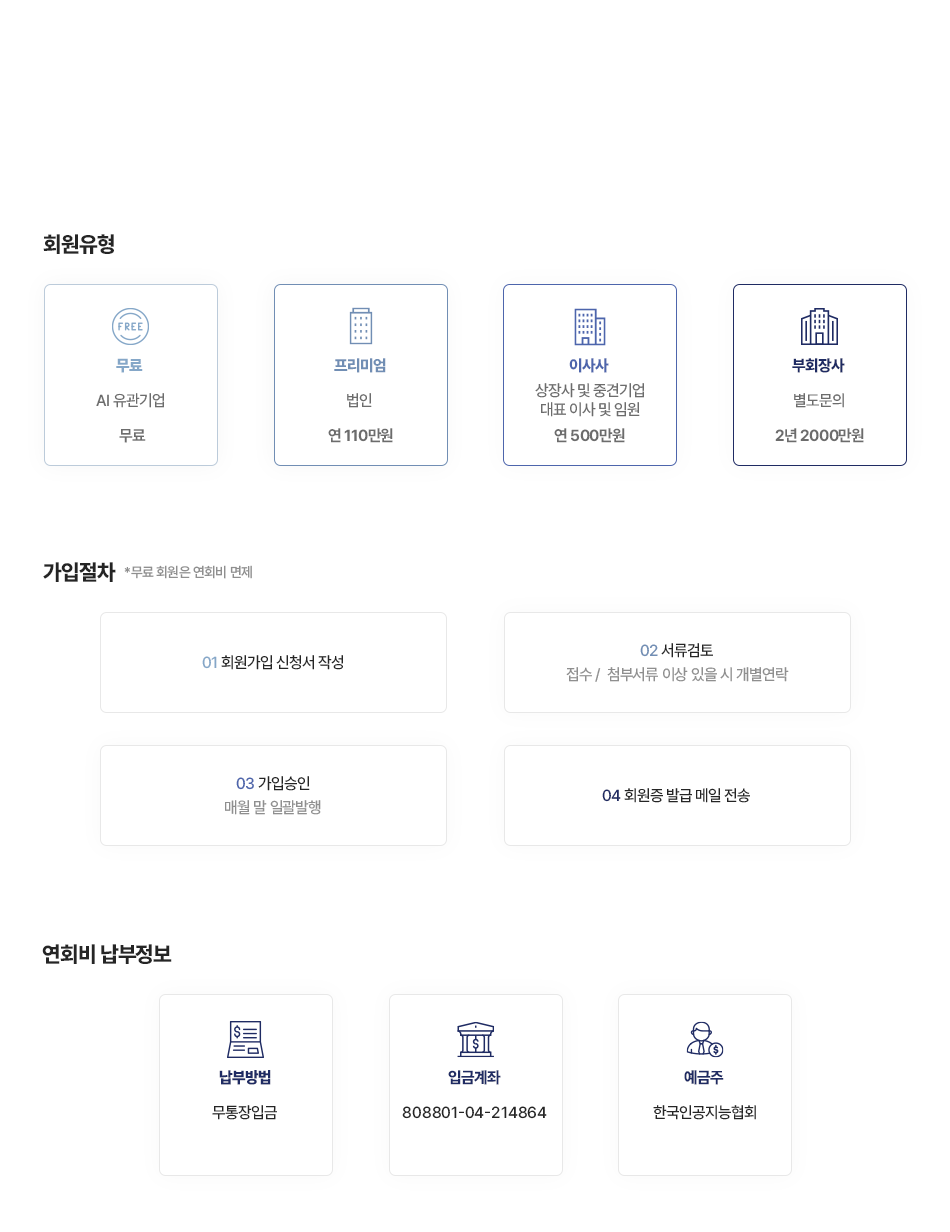 회원유형
FREE
무료
AI 유관기업
무료
프리미엄
법인
연 110만원
이사사
상장사 및 중견기업
대표 이사 및 임원
연 500만원
부회장사
별도문의
2년 2000만원
가입절차 *무료 회원은 연회비 면제
01 회원가입 신청서 작성
02 서류검토
접수 / 첨부서류 이상 있을 시 개별연락
03 가입승인
매월 말 일괄발행
04 회원증 발급 메일 전송
연회비 납부정보
납부방법
무통장입금
입금계좌
808801-04-214864
예금주
한국인공지능협회